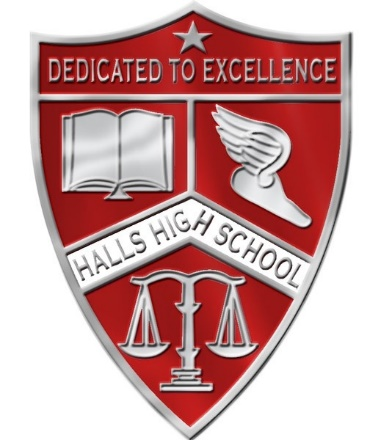 DEDICATED TO EXCELLENCE
HALLS HIGH SCHOOL